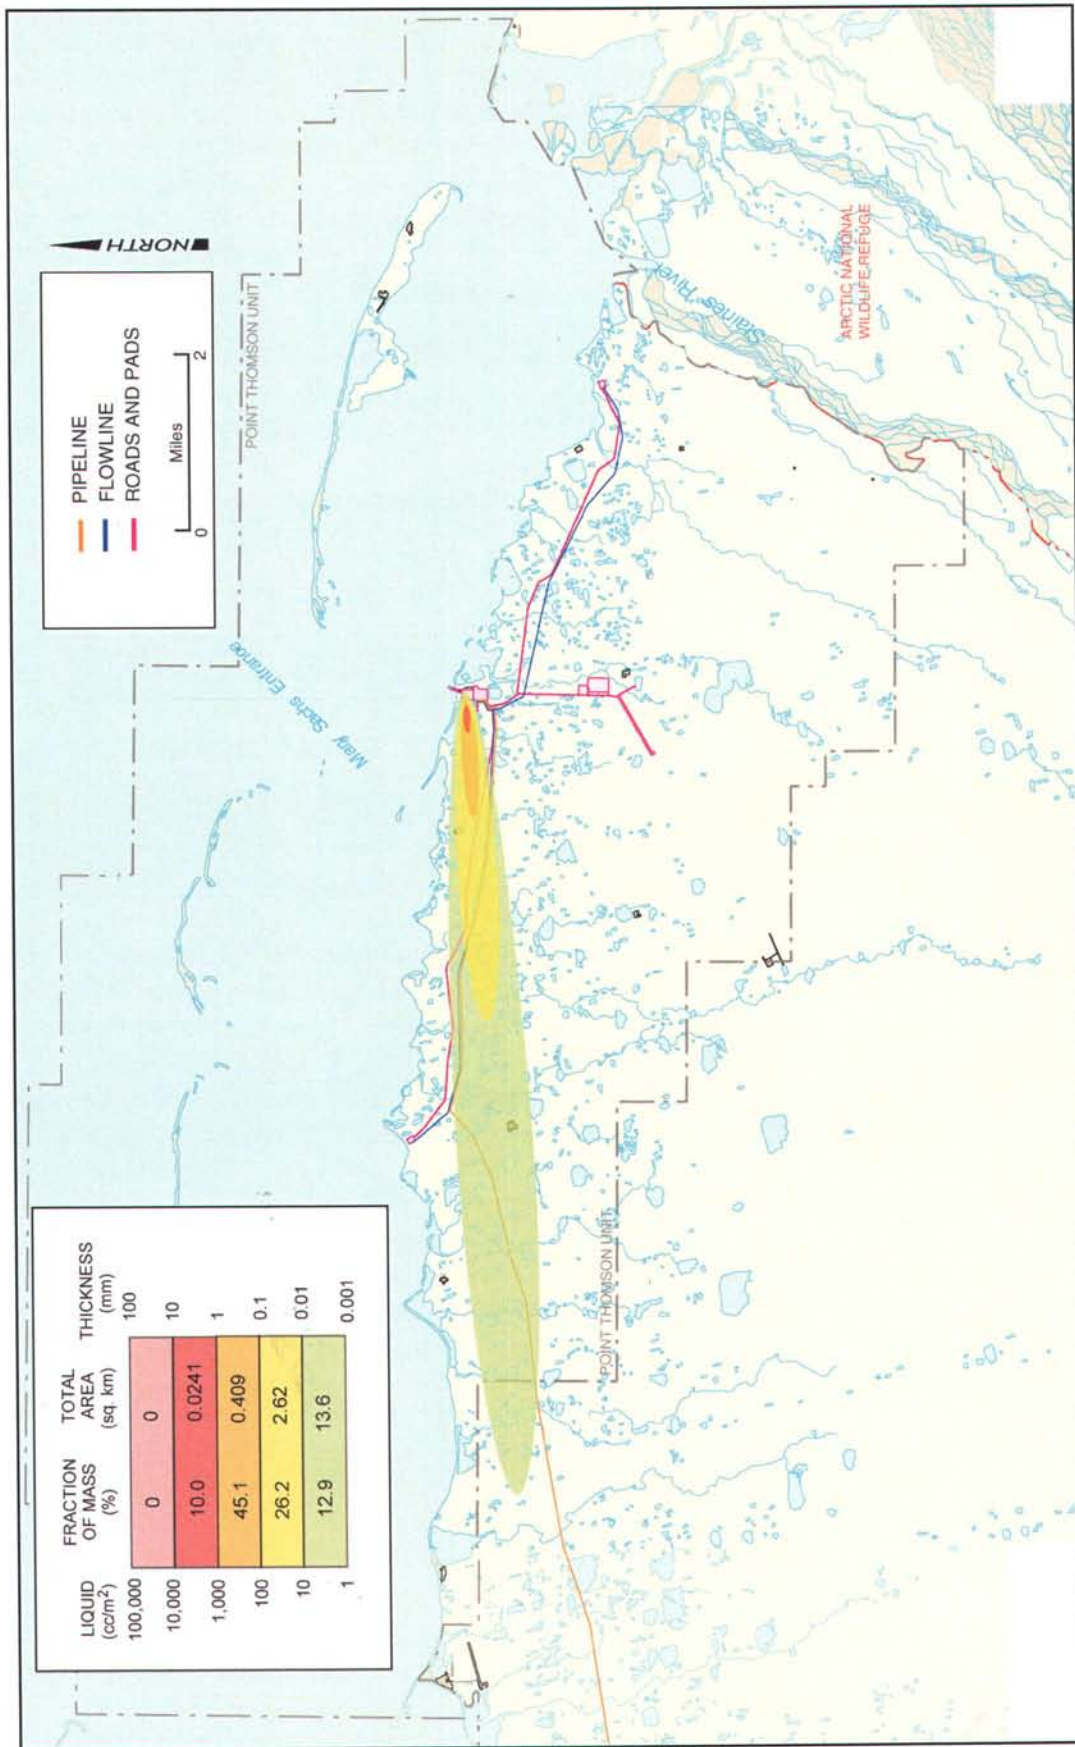 LIQUID (cc/m²) FRACTION OF MASS (%) TOTAL AREA (sq. km) THICKNESS (mm)
100,000 100
0 0
10,000 10
10.0 0.0241
1,000 1
45.1 0.409
100 0.1
26.2 2.62
10 0.01
12.9 13.6
1 0.001
PIPELINE
FLOWLINE
ROADS AND PADS
Miles
0 2
NORTH
POINT THOMSON UNIT
Mary Sachs Entrance
POINT THOMSON UNIT
Staines River
ARCTIC NATIONAL
WILDLIFE REFUGE